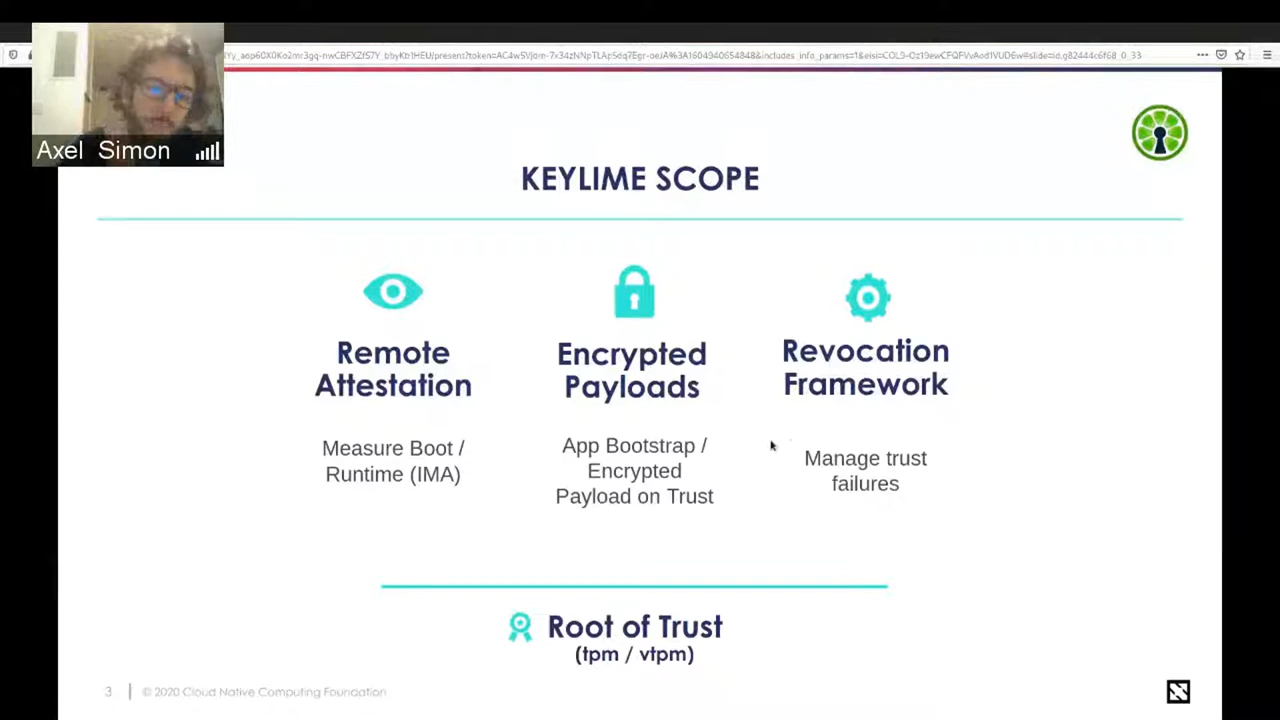 Axel Simon
KEYLIME SCOPE
Remote
Attestation
Measure Boot /
Runtime (IMA)
Encrypted
Payloads
App Bootstrap /
Encrypted
Payload on Trust
Revocation
Framework
Manage trust
failures
Root of Trust
(tpm / vtpm)
3
© 2020 Cloud Native Computing Foundation